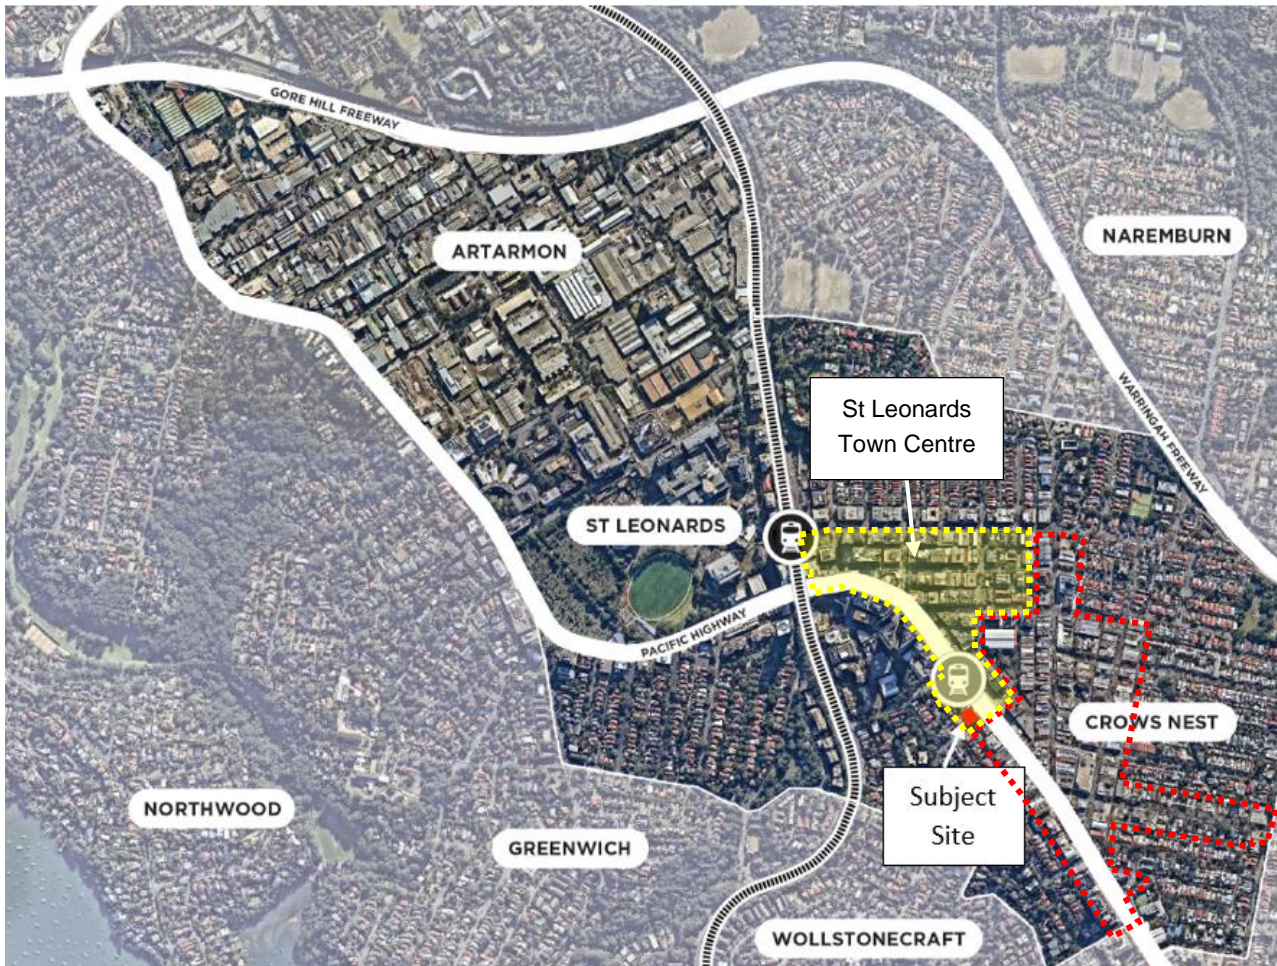 GORE HILL FREEWAY
NAREMBURN
ARTARMON
WARRINGAH FREEWAY
St Leonards
Town Centre
ST LEONARDS
PACIFIC HIGHWAY
CROWS NEST
Subject
Site
NORTHWOOD
GREENWICH
WOLLSTONECRAFT